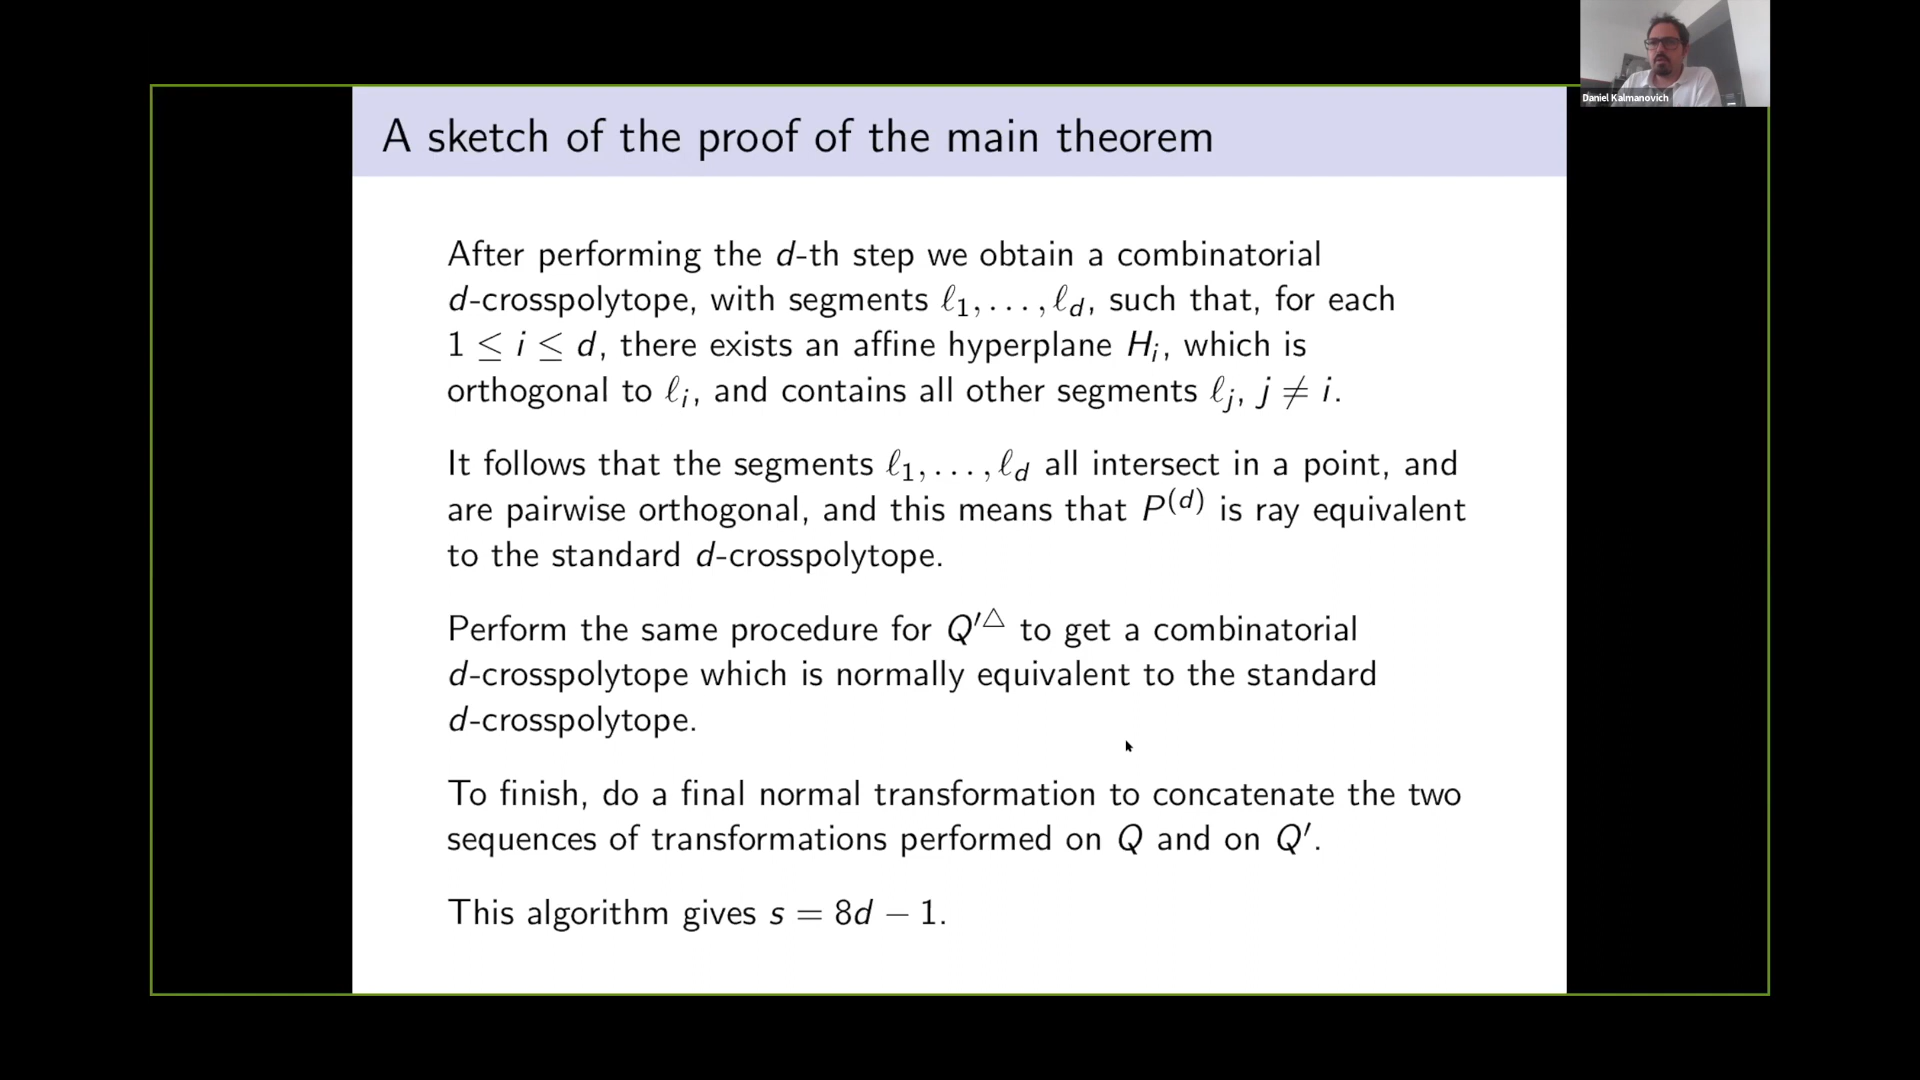 Daniel Kalmanovich
A sketch of the proof of the main theorem
After performing the d-th step we obtain a combinatorial
d-crosspolytope, with segments ℓ₁, . . . , ℓ_d, such that, for each
1 ≤ i ≤ d, there exists an affine hyperplane H_i, which is
orthogonal to ℓ_i, and contains all other segments ℓ_j, j ≠ i.
It follows that the segments ℓ₁, . . . , ℓ_d all intersect in a point, and
are pairwise orthogonal, and this means that P^(d) is ray equivalent
to the standard d-crosspolytope.
Perform the same procedure for Q′^△ to get a combinatorial
d-crosspolytope which is normally equivalent to the standard
d-crosspolytope.
To finish, do a final normal transformation to concatenate the two
sequences of transformations performed on Q and on Q′.
This algorithm gives s = 8d − 1.